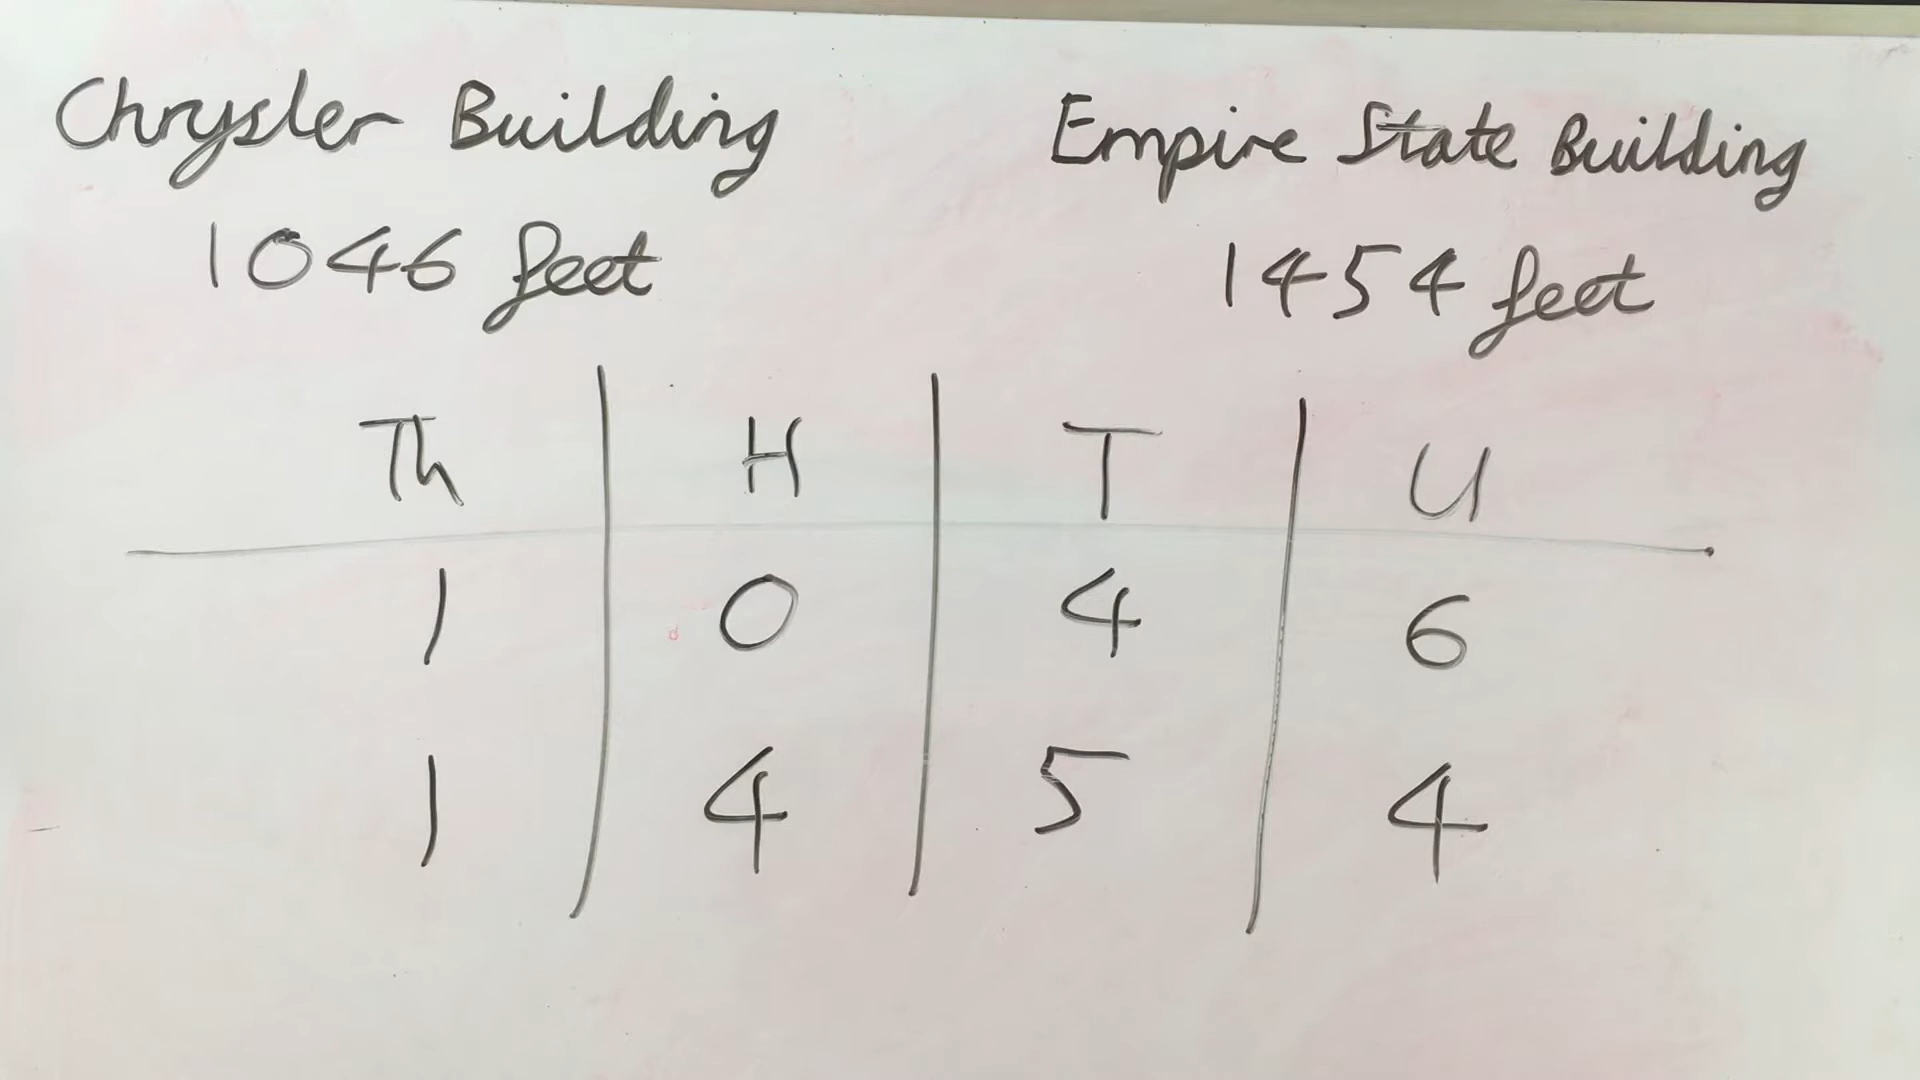 Chrysler Building
1046 feet
Empire State Building
1454 feet
Th H T U
1 0 4 6
1 4 5 4